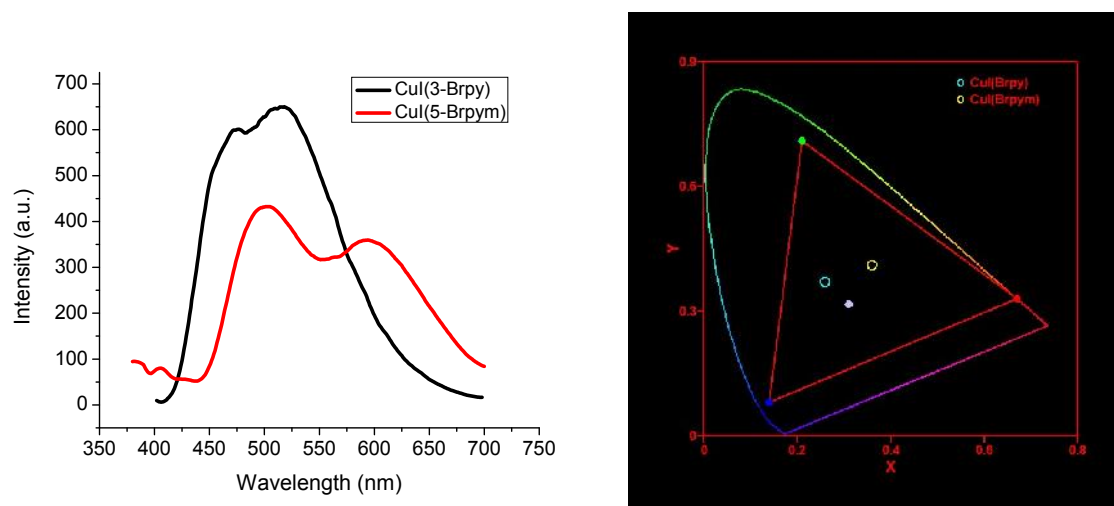 700
600
500
400
300
200
100
0
350 400 450 500 550 600 650 700 750
Intensity (a.u.)
Wavelength (nm)
CuI(3-Brpy)
CuI(5-Brpym)
0.9
0.6
0.3
0
0 0.2 0.4 0.6 0.8
Y
X
CuI(Brpy)
CuI(Brpym)